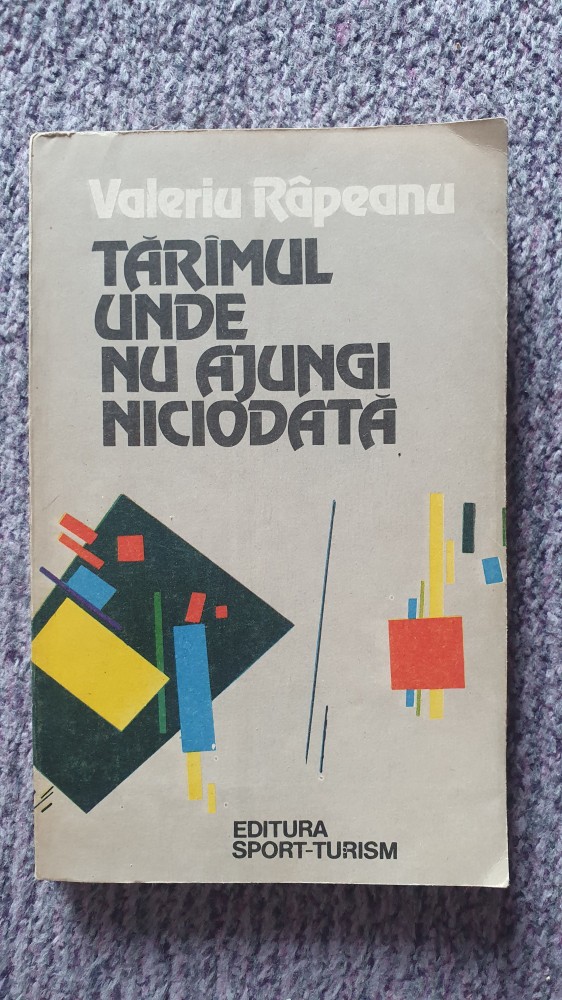 Valeriu Râpeanu
TĂRÎMUL
UNDE
NU AJUNGI
NICIODATĂ
EDITURA
SPORT-TURISM